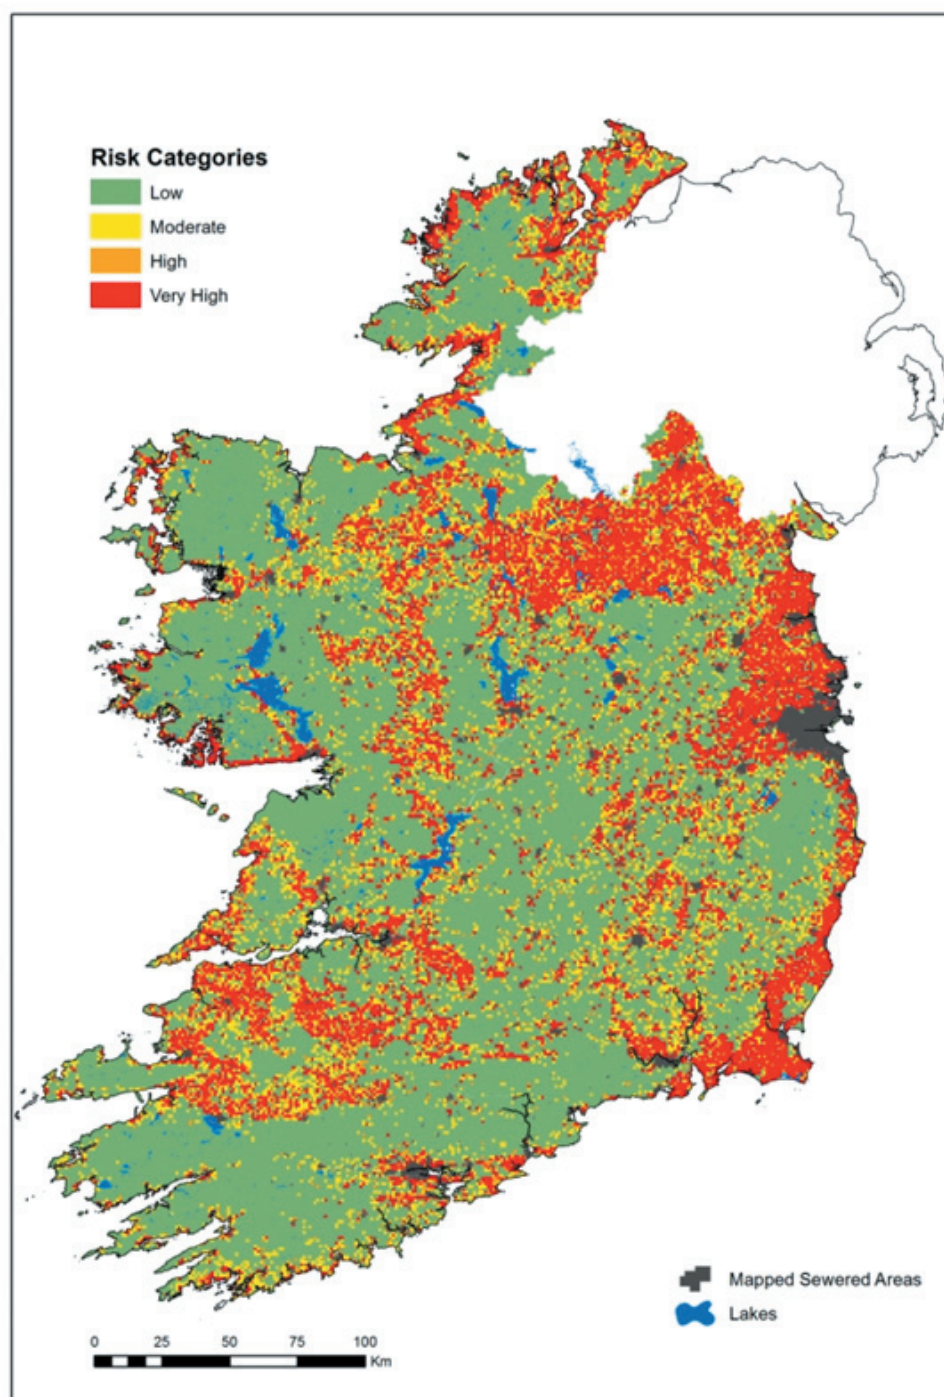 Risk Categories
Low
Moderate
High
Very High
Mapped Sewered Areas
Lakes
0 25 50 75 100
Km